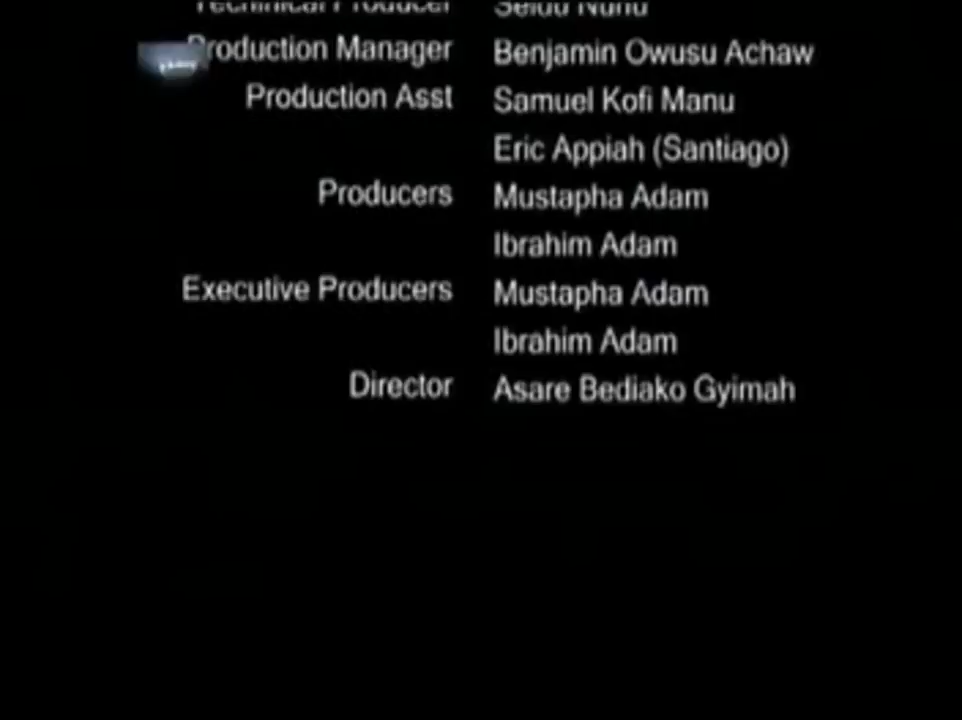 Production Manager Benjamin Owusu Achaw
Production Asst Samuel Kofi Manu
Eric Appiah (Santiago)
Producers Mustapha Adam
Ibrahim Adam
Executive Producers Mustapha Adam
Ibrahim Adam
Director Asare Bediako Gyimah